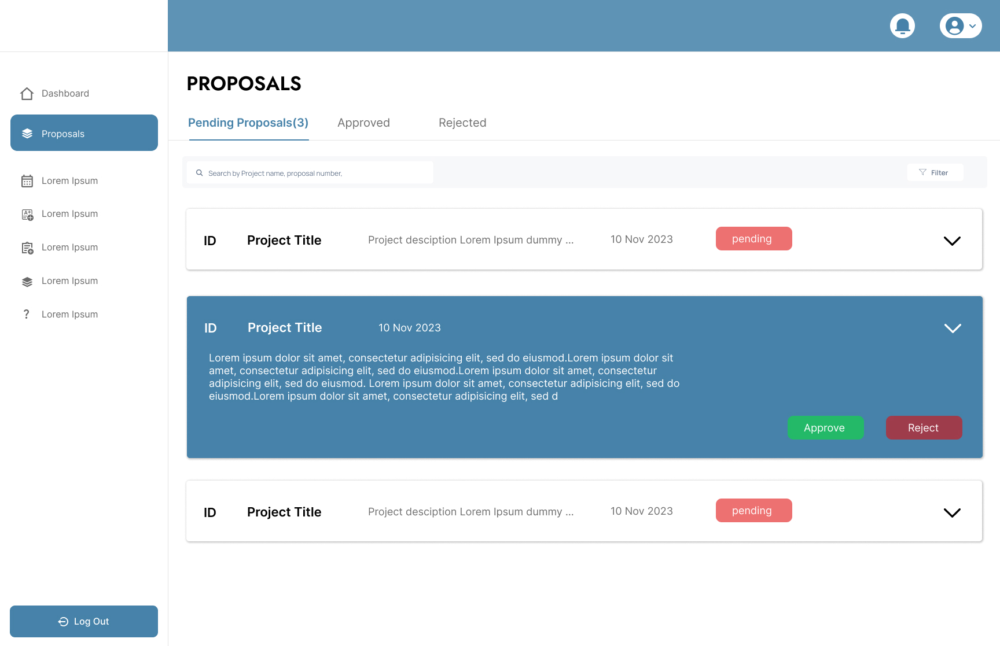 Dashboard
Proposals
Lorem Ipsum
Lorem Ipsum
Lorem Ipsum
Lorem Ipsum
? Lorem Ipsum
Log Out
PROPOSALS
Pending Proposals(3) Approved Rejected
Search by Project name, proposal number, Filter
ID Project Title Project desciption Lorem Ipsum dummy ... 10 Nov 2023 pending
ID Project Title 10 Nov 2023
Lorem ipsum dolor sit amet, consectetur adipisicing elit, sed do eiusmod.Lorem ipsum dolor sit
amet, consectetur adipisicing elit, sed do eiusmod.Lorem ipsum dolor sit amet, consectetur
adipisicing elit, sed do eiusmod. Lorem ipsum dolor sit amet, consectetur adipisicing elit, sed do
eiusmod.Lorem ipsum dolor sit amet, consectetur adipisicing elit, sed d
Approve Reject
ID Project Title Project desciption Lorem Ipsum dummy ... 10 Nov 2023 pending